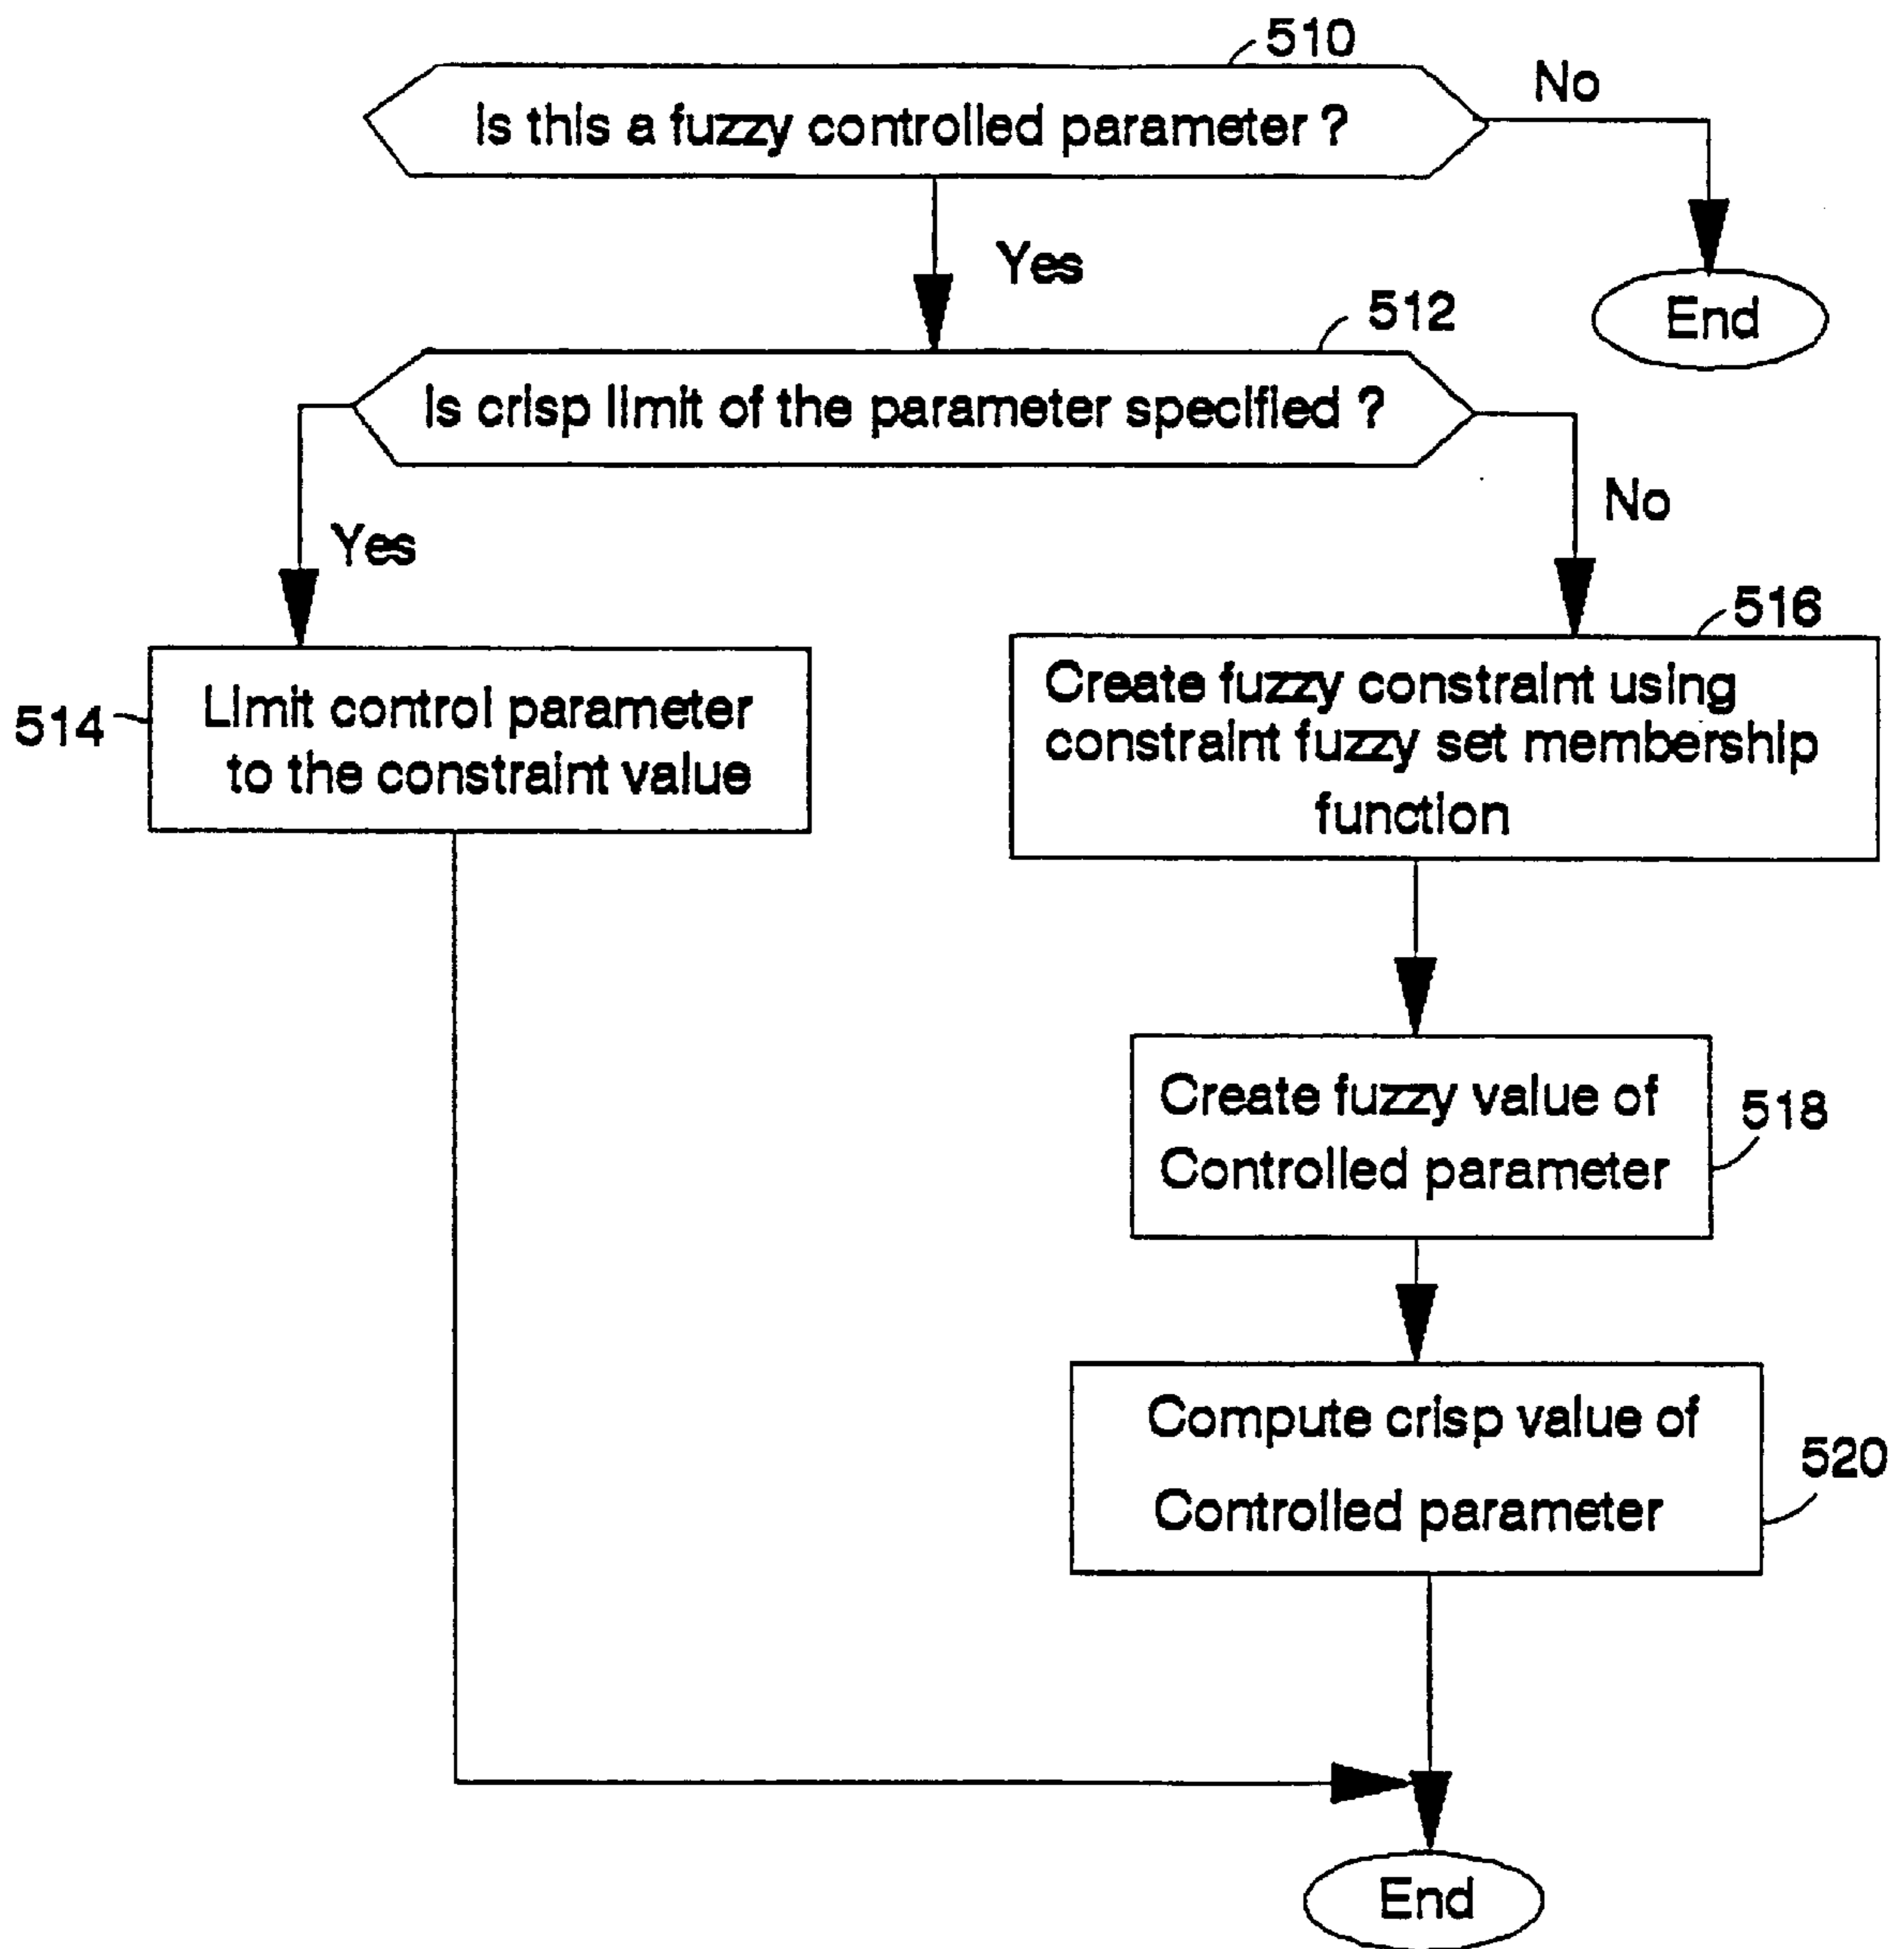 510
Is this a fuzzy controlled parameter ?
No
Yes
End
512
Is crisp limit of the parameter specified ?
Yes
No
516
514
Limit control parameter
to the constraint value
Create fuzzy constraint using
constraint fuzzy set membership
function
Create fuzzy value of
Controlled parameter
518
Compute crisp value of
Controlled parameter
520
End